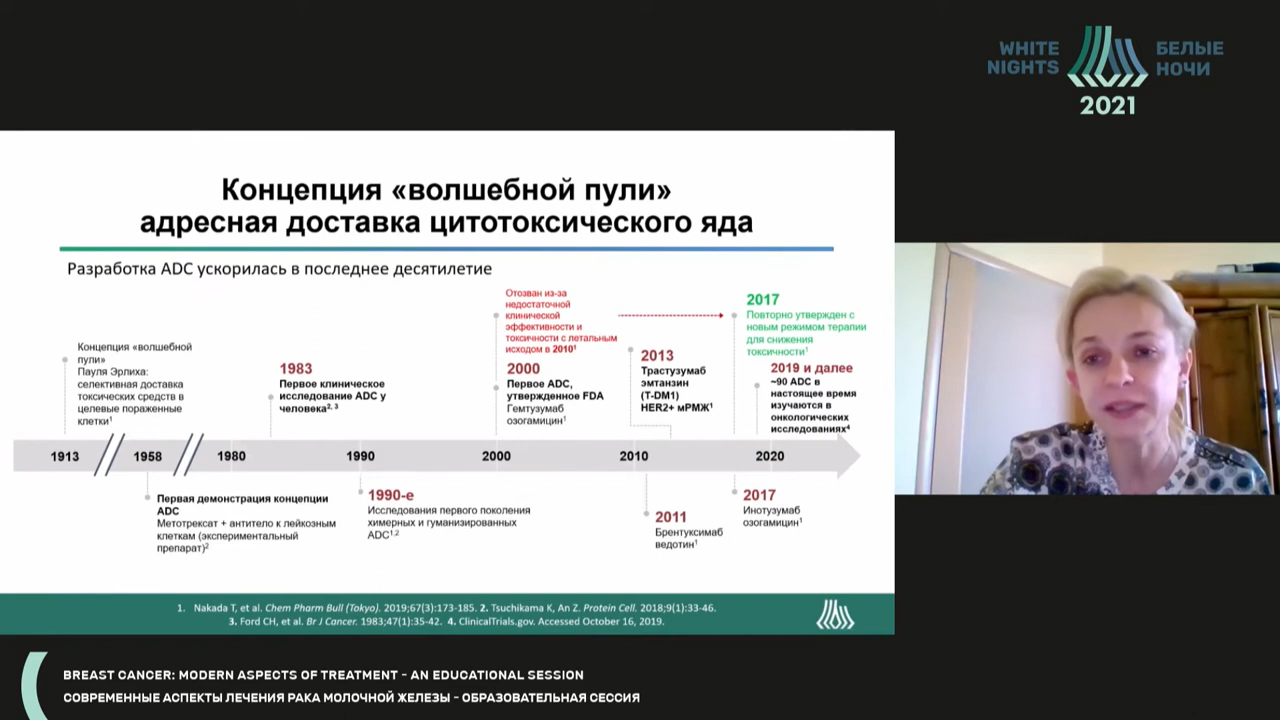 WHITE
NIGHTS
БЕЛЫЕ
НОЧИ
2021
Концепция «волшебной пули»
адресная доставка цитотоксического яда
Разработка ADC ускорилась в последнее десятилетие
Концепция «волшебной
пули»
Пауля Эрлиха:
селективная доставка
токсических средств в
целевые пораженные
клетки¹
1983
Первое клиническое
исследование ADC у
человека²˒ ³
Отозван из-за
недостаточной
клинической
эффективности и
токсичности с летальным
исходом в 2010¹
2000
Первое ADC,
утвержденное FDA
Гемтузумаб
озогамицин¹
2013
Трастузумаб
эмтанзин
(T-DM1)
HER2+ мРМЖ¹
2017
Повторно утвержден с
новым режимом терапии
для снижения
токсичности¹
2019 и далее
~90 ADC в
настоящее время
изучаются в
онкологических
исследованиях⁴
1913 1958 1980 1990 2000 2010 2020
Первая демонстрация концепции
ADC
Метотрексат + антитело к лейкозным
клеткам (экспериментальный
препарат)²
1990-е
Исследования первого поколения
химерных и гуманизированных
ADC¹˒²
2011
Брентуксимаб
ведотин¹
2017
Инотузумаб
озогамицин¹
1. Nakada T, et al. Chem Pharm Bull (Tokyo). 2019;67(3):173-185. 2. Tsuchikama K, An Z. Protein Cell. 2018;9(1):33-46.
3. Ford CH, et al. Br J Cancer. 1983;47(1):35-42. 4. ClinicalTrials.gov. Accessed October 16, 2019.
BREAST CANCER: MODERN ASPECTS OF TREATMENT - AN EDUCATIONAL SESSION
СОВРЕМЕННЫЕ АСПЕКТЫ ЛЕЧЕНИЯ РАКА МОЛОЧНОЙ ЖЕЛЕЗЫ - ОБРАЗОВАТЕЛЬНАЯ СЕССИЯ